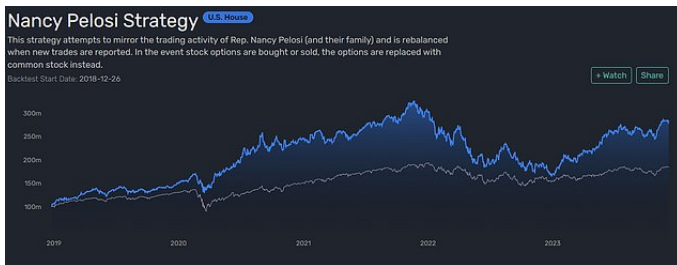 Nancy Pelosi Strategy U.S. House
This strategy attempts to mirror the trading activity of Rep. Nancy Pelosi (and their family) and is rebalanced
when new trades are reported. In the event stock options are bought or sold, the options are replaced with
common stock instead.
Backtest Start Date: 2018-12-26
+ Watch Share
300m
250m
200m
150m
100m
2019 2020 2021 2022 2023